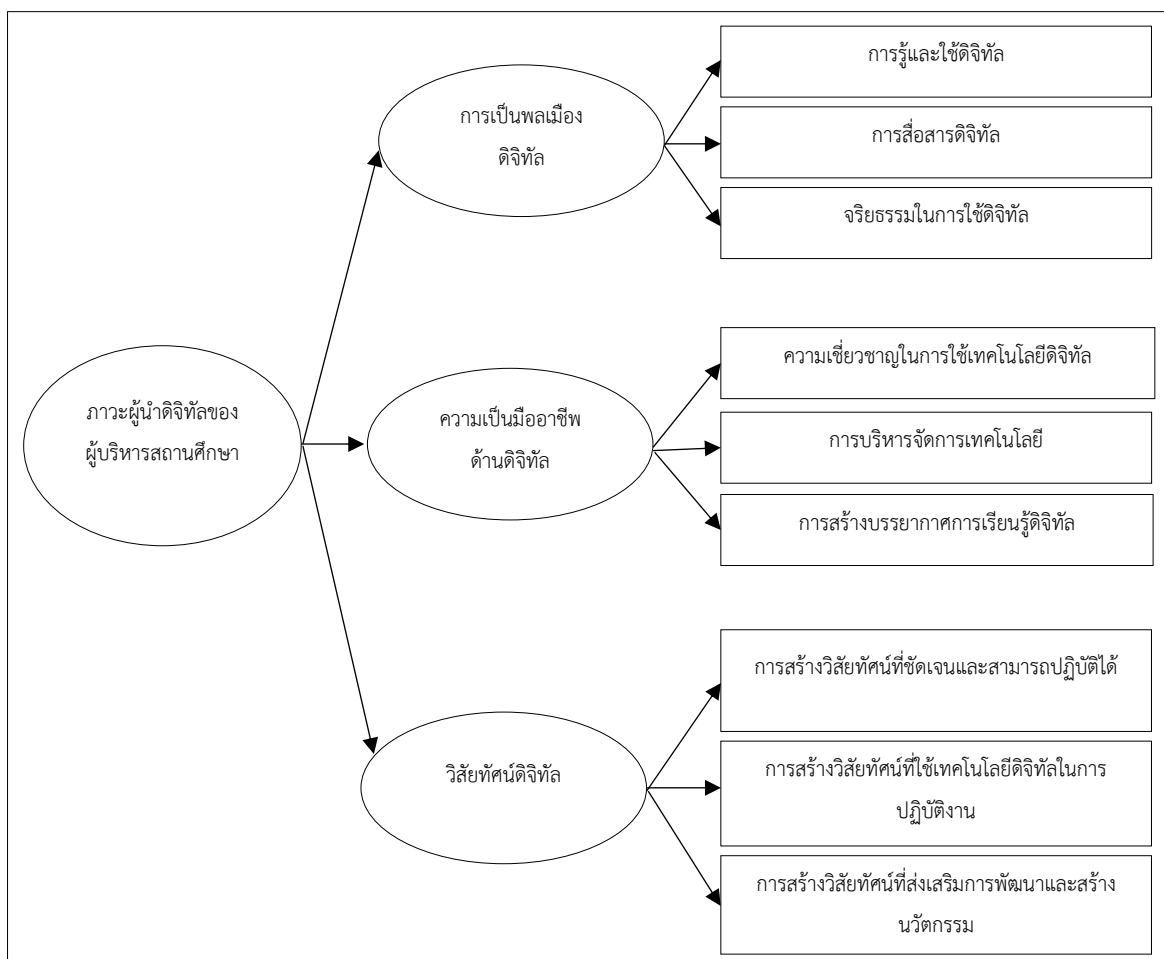 ภาวะผู้นำดิจิทัลของ
ผู้บริหารสถานศึกษา
การเป็นพลเมือง
ดิจิทัล
การรู้และใช้ดิจิทัล
การสื่อสารดิจิทัล
จริยธรรมในการใช้ดิจิทัล
ความเป็นมืออาชีพ
ด้านดิจิทัล
ความเชี่ยวชาญในการใช้เทคโนโลยีดิจิทัล
การบริหารจัดการเทคโนโลยี
การสร้างบรรยากาศการเรียนรู้ดิจิทัล
วิสัยทัศน์ดิจิทัล
การสร้างวิสัยทัศน์ที่ชัดเจนและสามารถปฏิบัติได้
การสร้างวิสัยทัศน์ที่ใช้เทคโนโลยีดิจิทัลในการ
ปฏิบัติงาน
การสร้างวิสัยทัศน์ที่ส่งเสริมการพัฒนาและสร้าง
นวัตกรรม